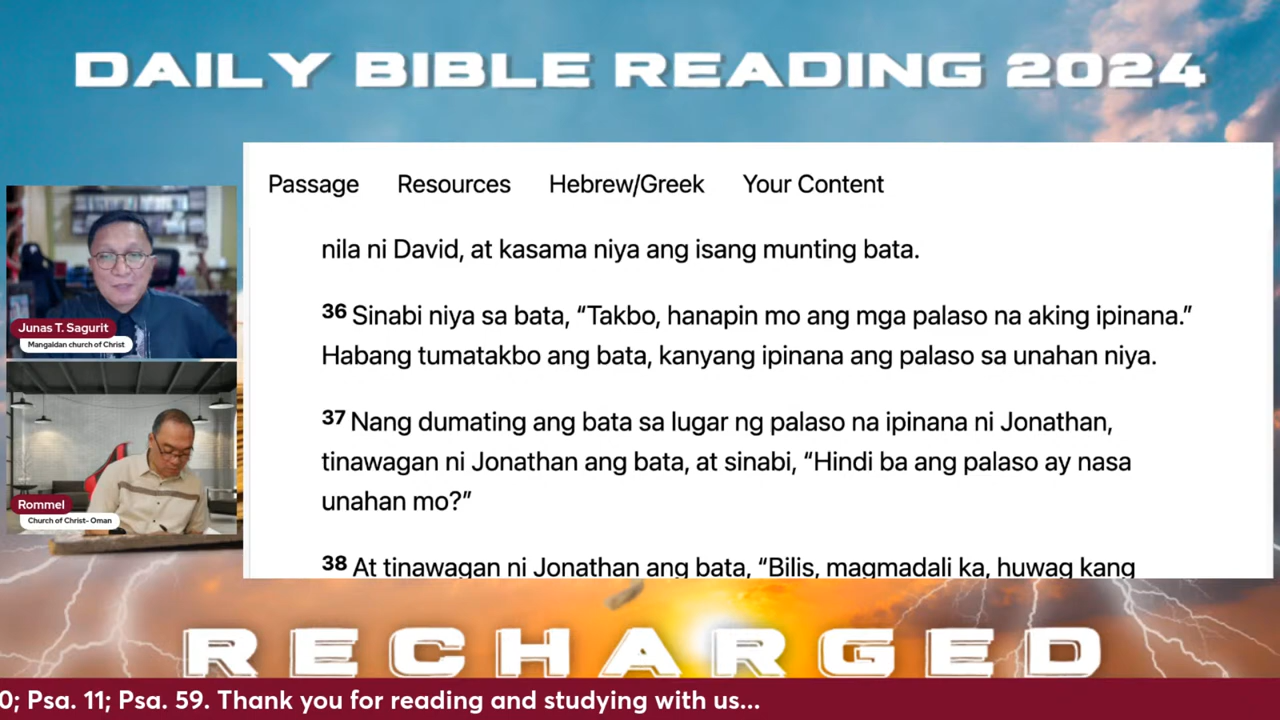 DAILY BIBLE READING 2024
Passage Resources Hebrew/Greek Your Content
nila ni David, at kasama niya ang isang munting bata.
36 Sinabi niya sa bata, “Takbo, hanapin mo ang mga palaso na aking ipinana.”
Habang tumatakbo ang bata, kanyang ipinana ang palaso sa unahan niya.
37 Nang dumating ang bata sa lugar ng palaso na ipinana ni Jonathan,
tinawagan ni Jonathan ang bata, at sinabi, “Hindi ba ang palaso ay nasa
unahan mo?”
38 At tinawagan ni Jonathan ang bata, “Bilis, magmadali ka, huwag kang
Junas T. Sagurit
Mangaldan church of Christ
Rommel
Church of Christ- Oman
RECHARGED
0; Psa. 11; Psa. 59. Thank you for reading and studying with us...